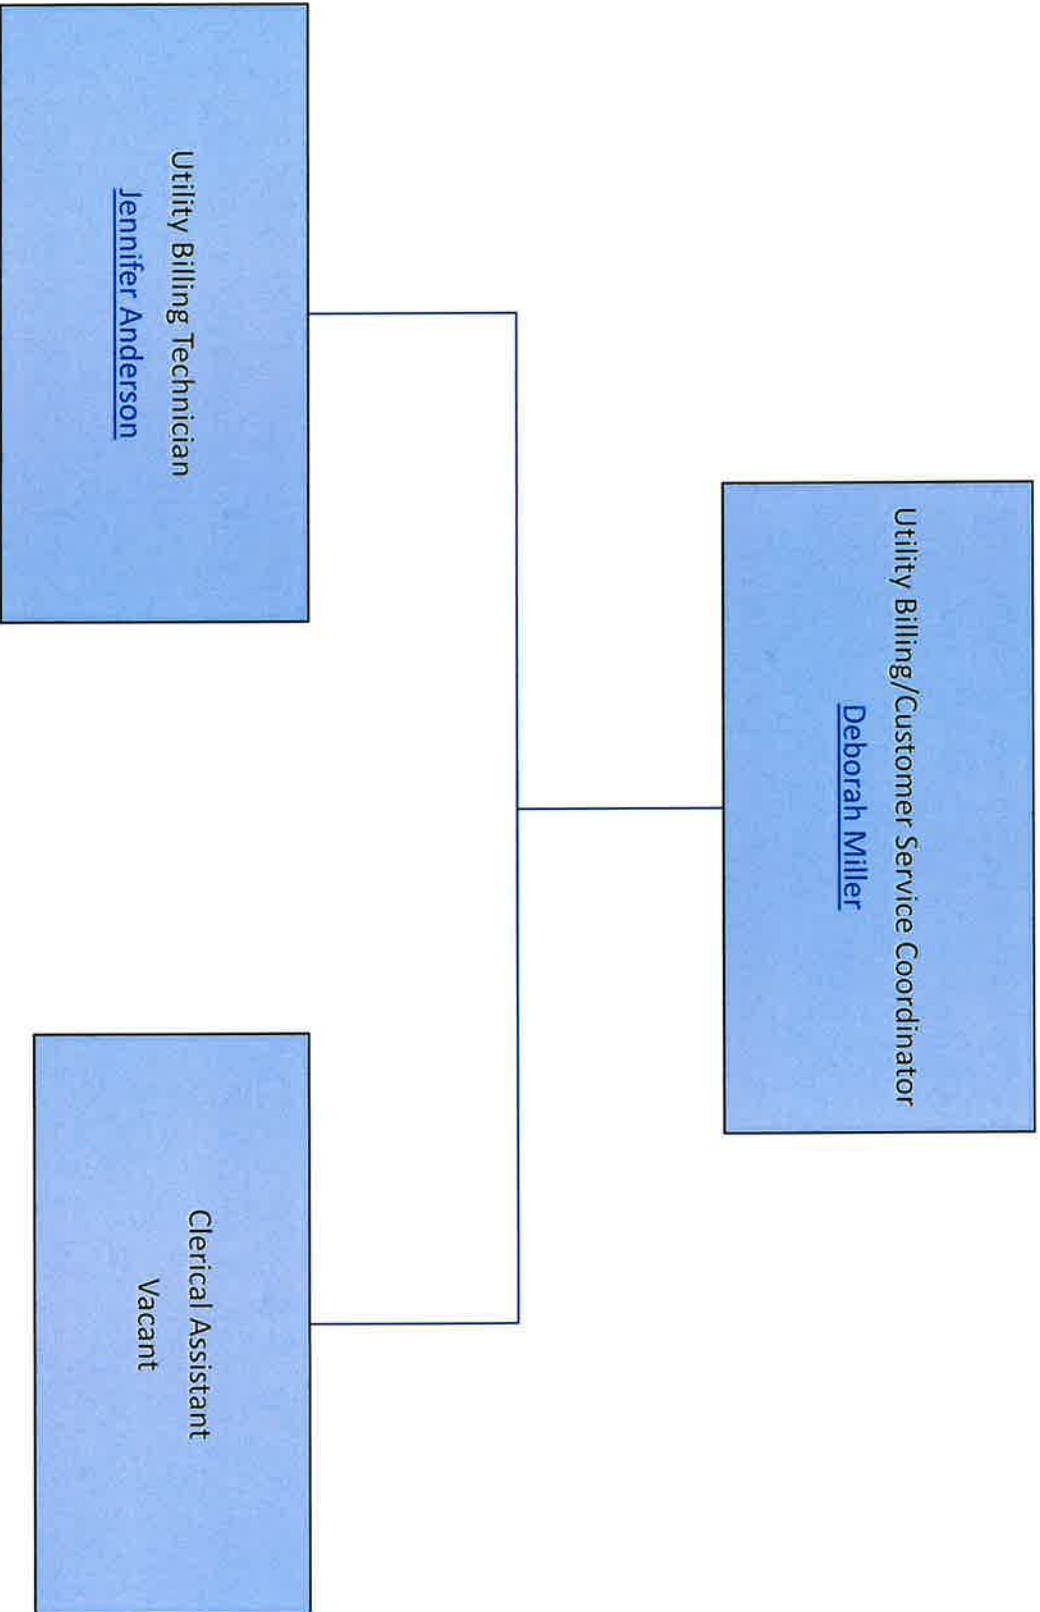 Utility Billing/Customer Service Coordinator
Deborah Miller
Utility Billing Technician
Jennifer Anderson
Clerical Assistant
Vacant